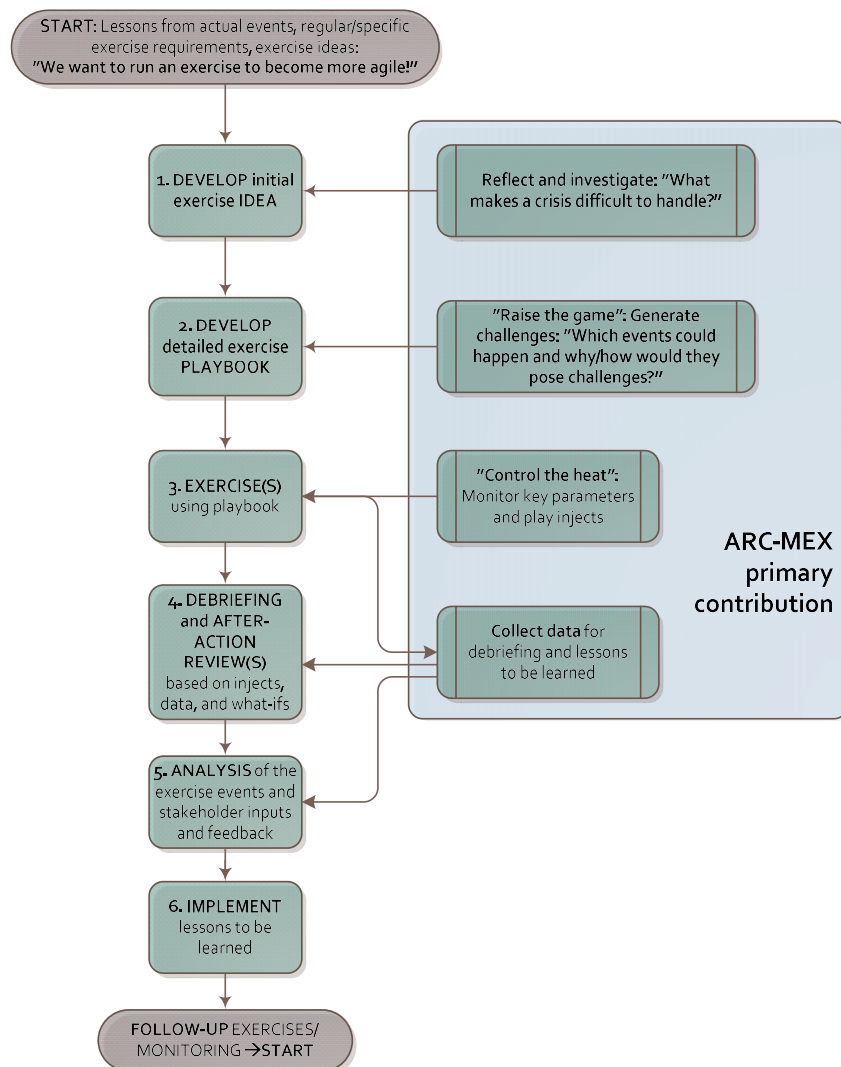 START: Lessons from actual events, regular/specific
exercise requirements, exercise ideas:
”We want to run an exercise to become more agile!”
1. DEVELOP initial
exercise IDEA
Reflect and investigate: ”What
makes a crisis difficult to handle?”
2. DEVELOP
detailed exercise
PLAYBOOK
”Raise the game”: Generate
challenges: ”Which events could
happen and why/how would they
pose challenges?”
3. EXERCISE(S)
using playbook
”Control the heat”:
Monitor key parameters
and play injects
ARC-MEX
primary
contribution
4. DEBRIEFING
and AFTER-
ACTION
REVIEW(S)
based on injects,
data, and what-ifs
Collect data for
debriefing and lessons
to be learned
5. ANALYSIS of the
exercise events and
stakeholder inputs
and feedback
6. IMPLEMENT
lessons to be
learned
FOLLOW-UP EXERCISES/
MONITORING →START